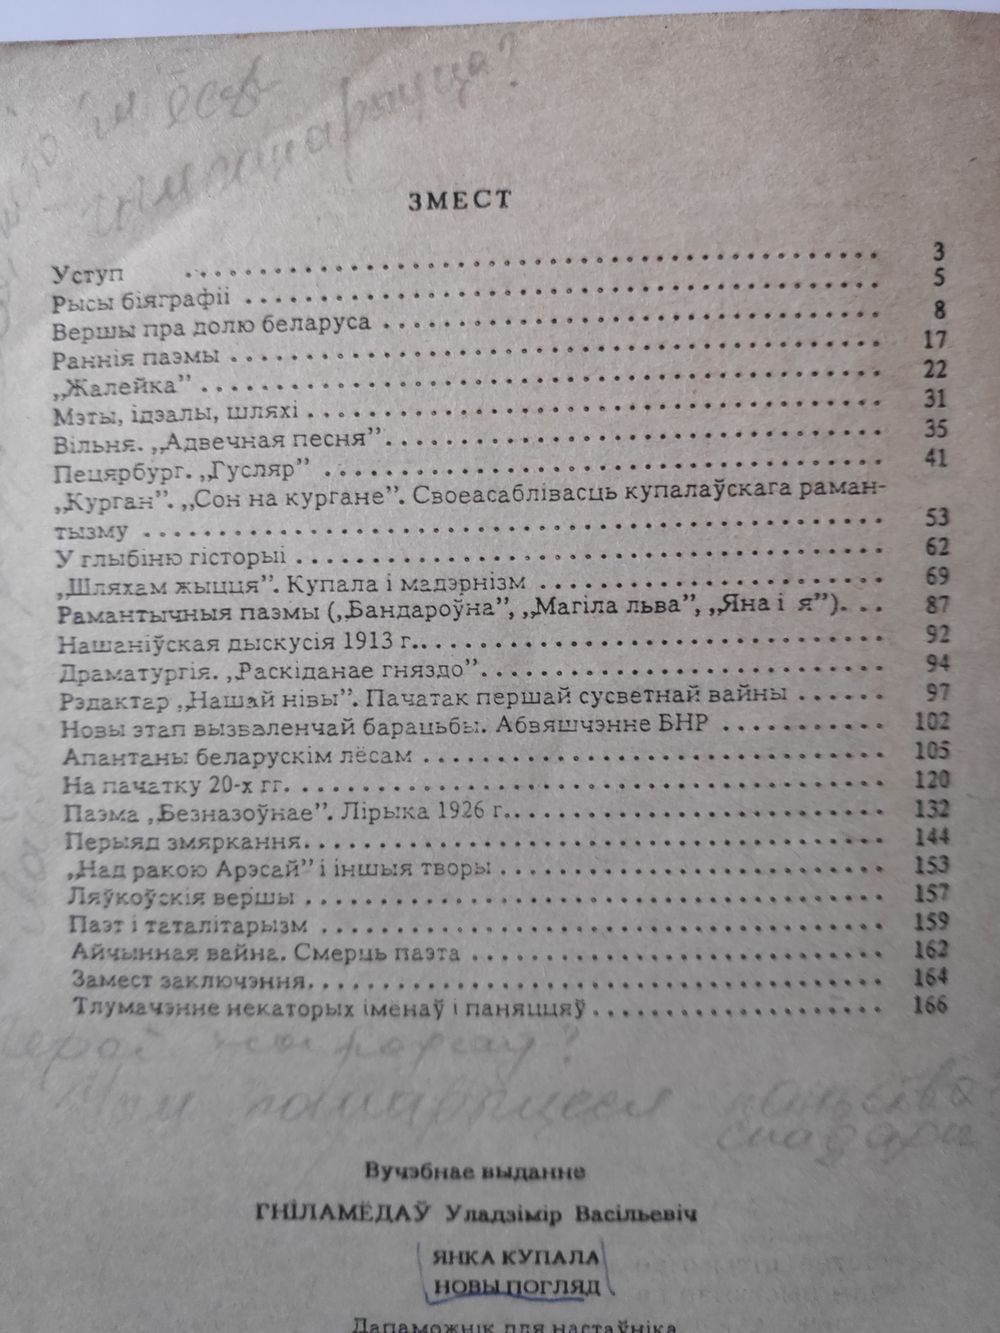 ЗМЕСТ
Уступ . . . . . . . . . . 3
Рысы біяграфіі . . . . . . . . . . 5
Вершы пра долю беларуса . . . . . . . . . . 8
Раннія паэмы . . . . . . . . . . 17
„Жалейка” . . . . . . . . . . 22
Мэты, ідэалы, шляхі . . . . . . . . . . 31
Вільня. „Адвечная песня” . . . . . . . . . . 35
Пецярбург. „Гусляр” . . . . . . . . . . 41
„Курган”. „Сон на кургане”. Своеасаблівасць купалаўскага раман-
тызму . . . . . . . . . . 53
У глыбіню гісторыі . . . . . . . . . . 62
„Шляхам жыцця”. Купала і мадэрнізм . . . . . . . . . . 69
Рамантычныя паэмы („Бандароўна”, „Магіла льва”, „Яна і я”). . . 87
Нашаніўская дыскусія 1913 г. . . . . . . . . . . 92
Драматургія. „Раскіданае гняздо” . . . . . . . . . . 94
Рэдактар „Нашай нівы”. Пачатак першай сусветнай вайны . . . . . . 97
Новы этап вызваленчай барацьбы. Абвяшчэнне БНР . . . . . . . . . 102
Апантаны беларускім лёсам . . . . . . . . . . 105
На пачатку 20-х гг. . . . . . . . . . . 120
Паэма „Безназоўнае”. Лірыка 1926 г. . . . . . . . . . . 132
Перыяд змяркання. . . . . . . . . . . 144
„Над ракою Арэсай” і іншыя творы . . . . . . . . . . 153
Ляўкоўскія вершы . . . . . . . . . . 157
Паэт і таталітарызм . . . . . . . . . . 159
Айчынная вайна. Смерць паэта . . . . . . . . . . 162
Замест заключэння. . . . . . . . . . . 164
Тлумачэнне некаторых імёнаў і паняццяў . . . . . . . . . . 166
Вучэбнае выданне
ГНІЛАМЁДАЎ Уладзімір Васільевіч
ЯНКА КУПАЛА
НОВЫ ПОГЛЯД
Дапаможнік для настаўніка